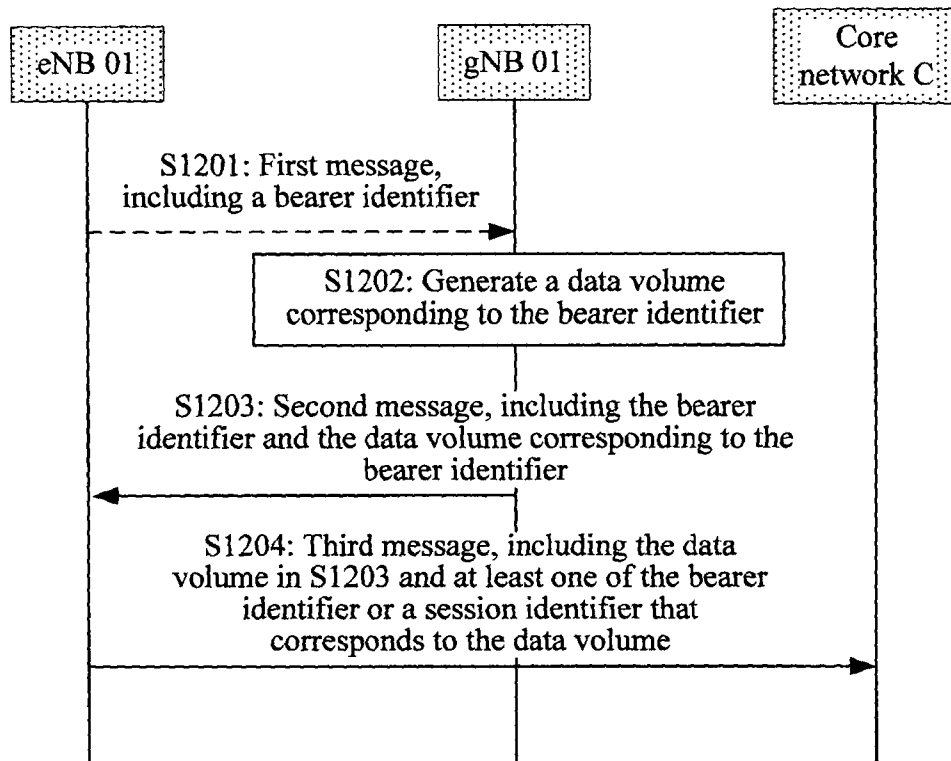 eNB 01
gNB 01
Core
network C
S1201: First message,
including a bearer identifier
S1202: Generate a data volume
corresponding to the bearer identifier
S1203: Second message, including the bearer
identifier and the data volume corresponding to the
bearer identifier
S1204: Third message, including the data
volume in S1203 and at least one of the bearer
identifier or a session identifier that
corresponds to the data volume